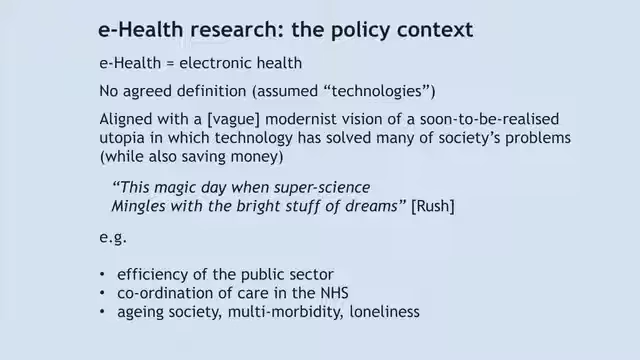 e-Health research: the policy context
e-Health = electronic health
No agreed definition (assumed “technologies”)
Aligned with a [vague] modernist vision of a soon-to-be-realised
utopia in which technology has solved many of society’s problems
(while also saving money)
“This magic day when super-science
Mingles with the bright stuff of dreams” [Rush]
e.g.
• efficiency of the public sector
• co-ordination of care in the NHS
• ageing society, multi-morbidity, loneliness